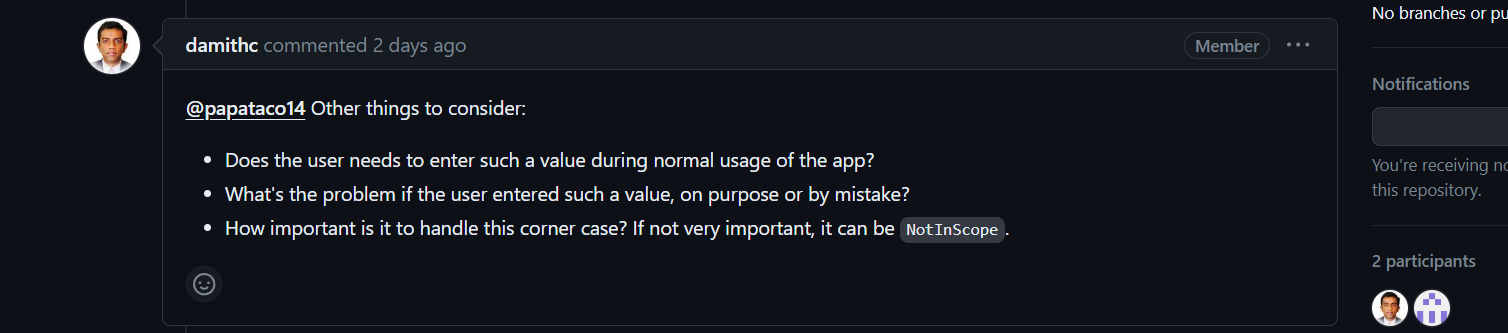 No branches or pu
damithc commented 2 days ago
Member
@papataco14 Other things to consider:
Does the user needs to enter such a value during normal usage of the app?
What's the problem if the user entered such a value, on purpose or by mistake?
How important is it to handle this corner case? If not very important, it can be NotInScope.
Notifications
You're receiving no
this repository.
2 participants